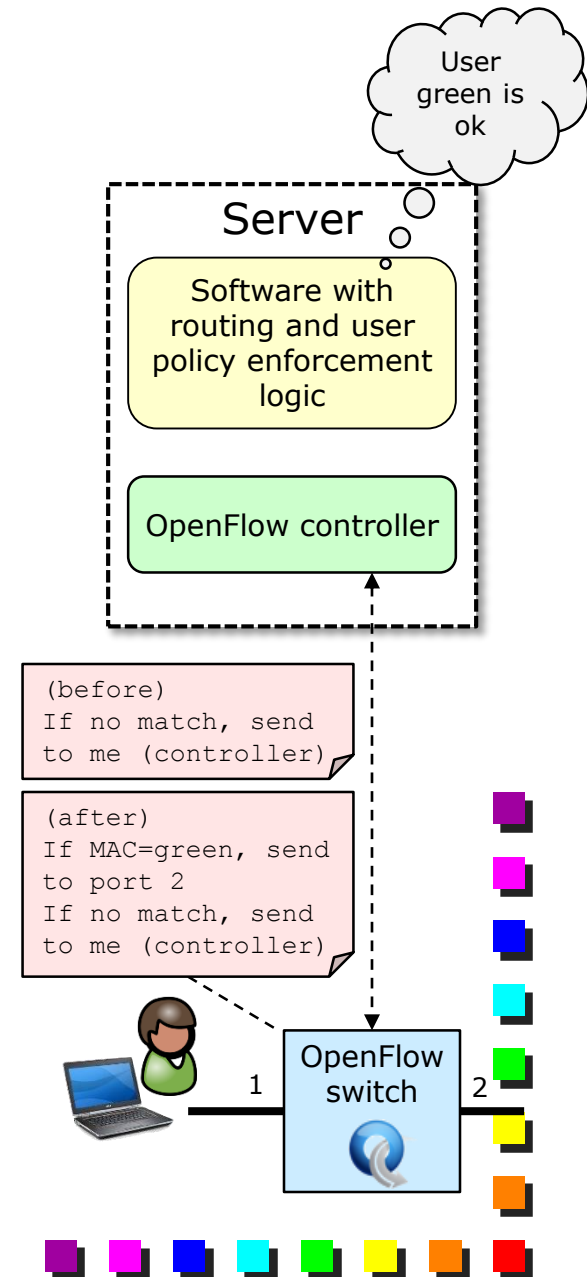 User
green is
ok
Server
Software with
routing and user
policy enforcement
logic
OpenFlow controller
(before)
If no match, send
to me (controller)
(after)
If MAC=green, send
to port 2
If no match, send
to me (controller)
OpenFlow
switch
1
2